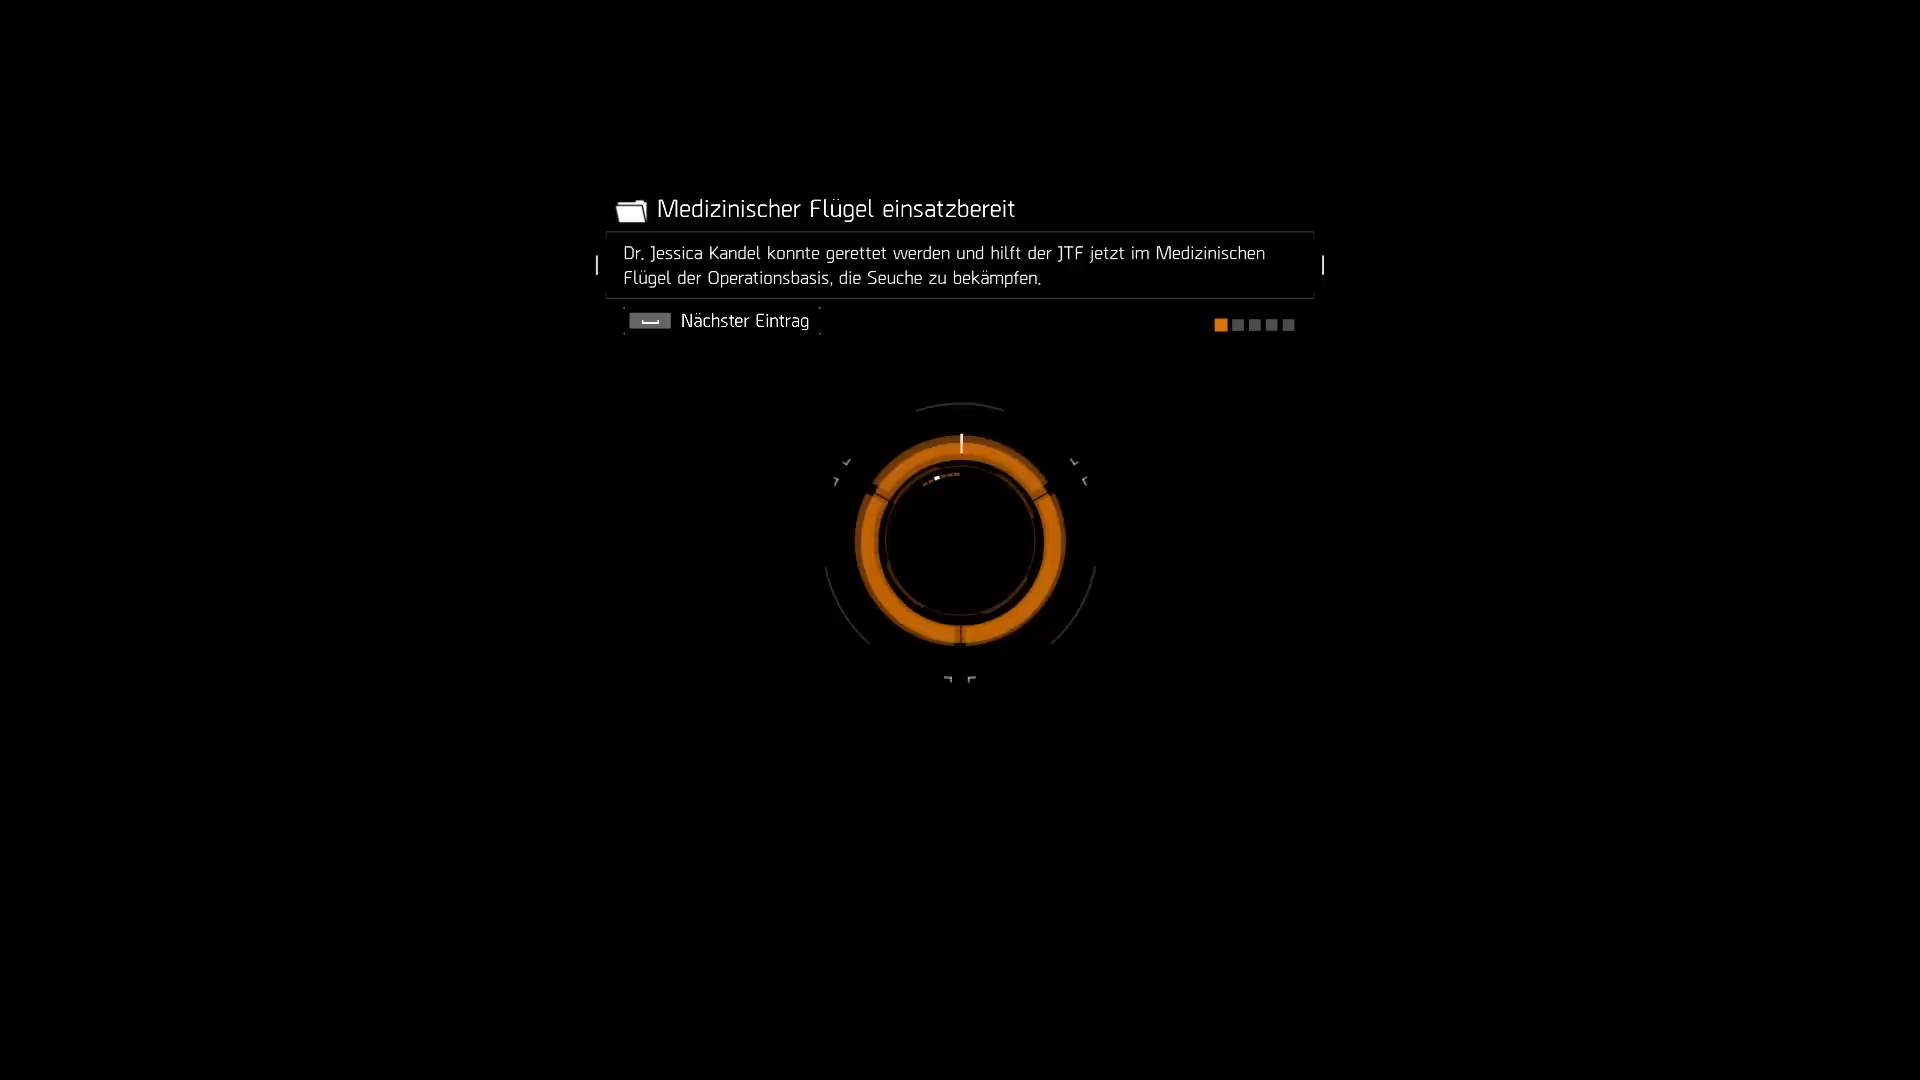 Medizinischer Flügel einsatzbereit
Dr. Jessica Kandel konnte gerettet werden und hilft der JTF jetzt im Medizinischen
Flügel der Operationsbasis, die Seuche zu bekämpfen.
Nächster Eintrag